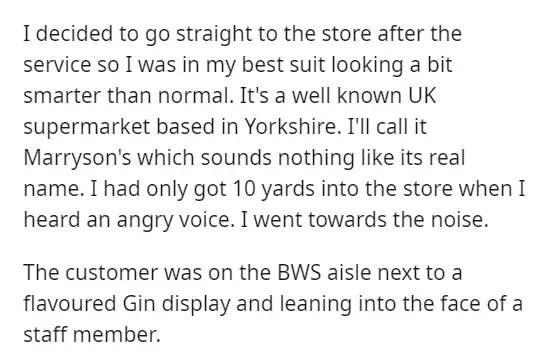 I decided to go straight to the store after the
service so I was in my best suit looking a bit
smarter than normal. It's a well known UK
supermarket based in Yorkshire. I'll call it
Marryson's which sounds nothing like its real
name. I had only got 10 yards into the store when I
heard an angry voice. I went towards the noise.
The customer was on the BWS aisle next to a
flavoured Gin display and leaning into the face of a
staff member.